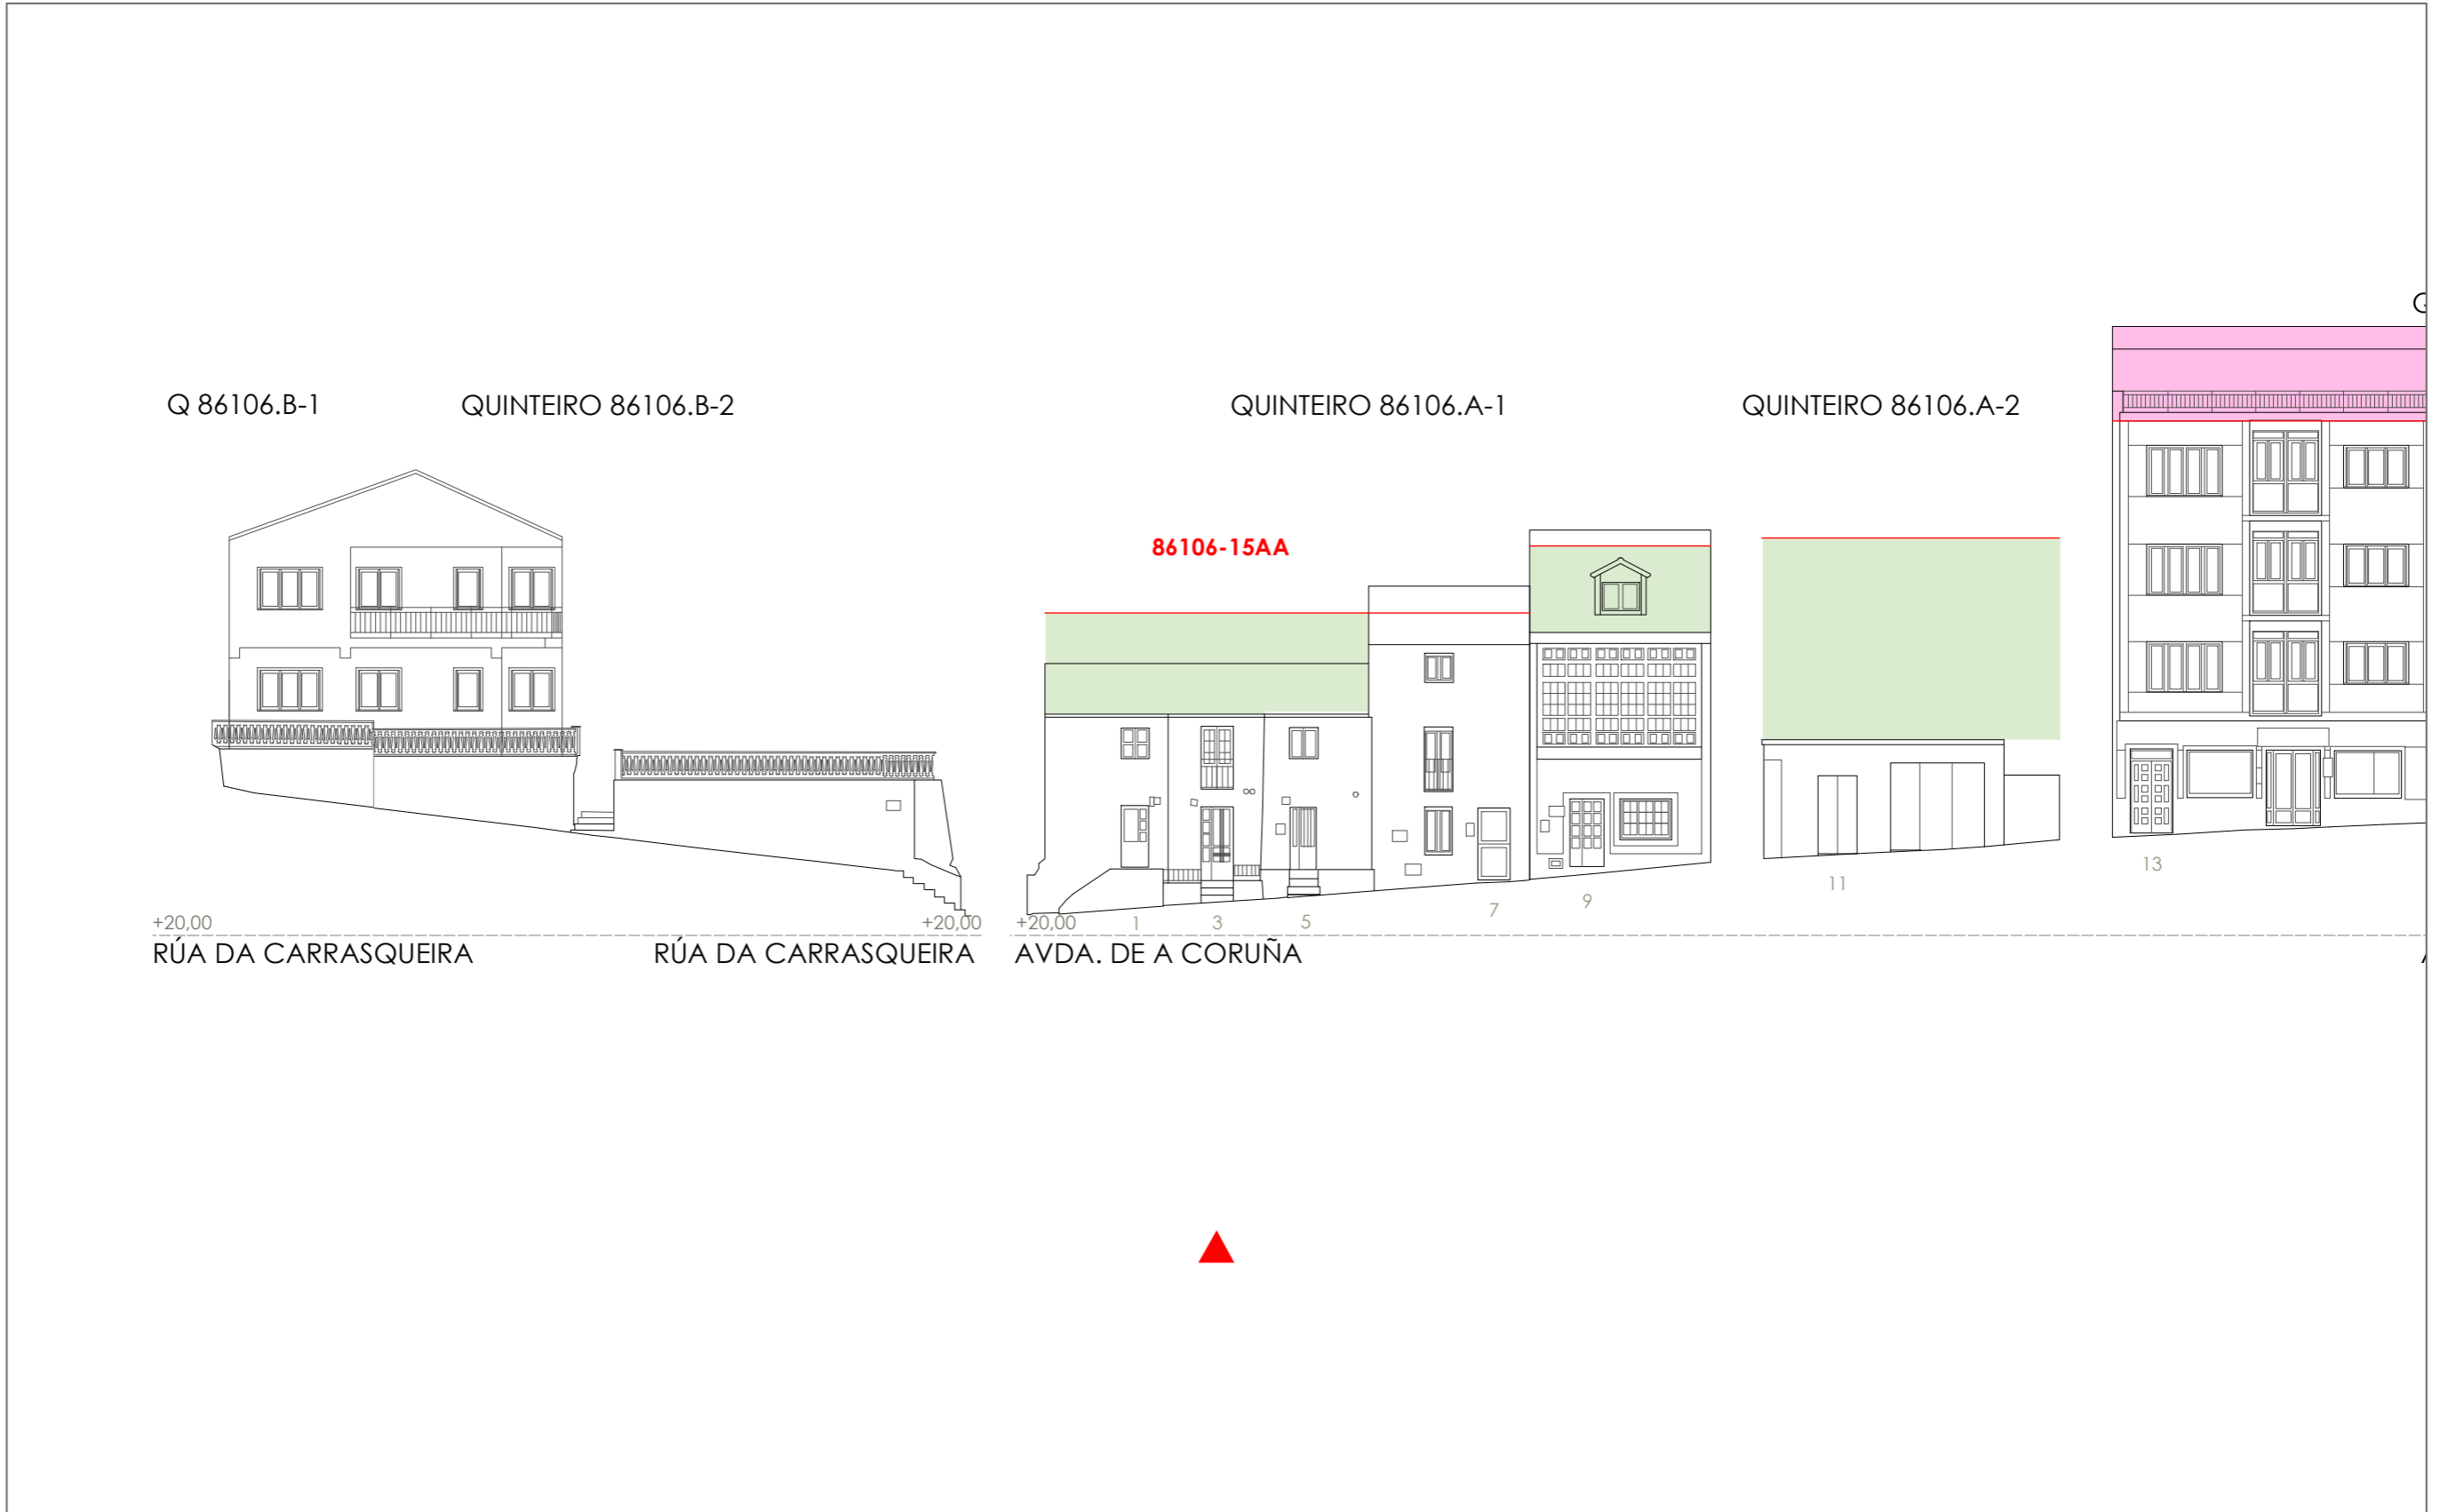 Q 86106.B-1
QUINTEIRO 86106.B-2
QUINTEIRO 86106.A-1
QUINTEIRO 86106.A-2
86106-15AA
13
11
9
7
+20,00
+20,00
+20,00
1
3
5
RÚA DA CARRASQUEIRA
RÚA DA CARRASQUEIRA
AVDA. DE A CORUÑA